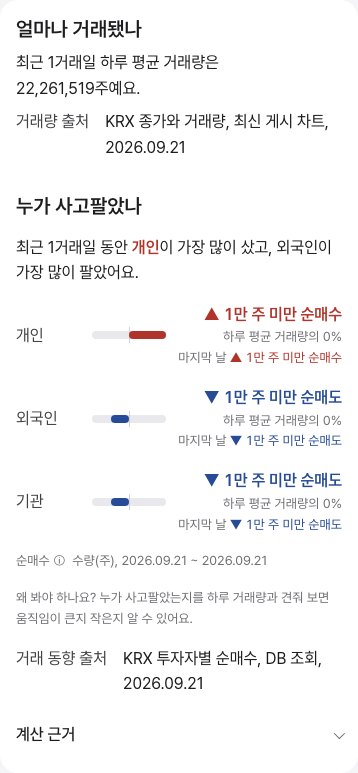 얼마나 거래됐나
최근 1거래일 하루 평균 거래량은
22,261,519주예요.
거래량 출처 KRX 종가와 거래량, 최신 게시 차트,
2026.09.21
누가 사고팔았나
최근 1거래일 동안 개인이 가장 많이 샀고, 외국인이
가장 많이 팔았어요.
▲ 1만 주 미만 순매수
개인
하루 평균 거래량의 0%
마지막 날 ▲ 1만 주 미만 순매수
▼ 1만 주 미만 순매도
외국인
하루 평균 거래량의 0%
마지막 날 ▼ 1만 주 미만 순매도
▼ 1만 주 미만 순매도
기관
하루 평균 거래량의 0%
마지막 날 ▼ 1만 주 미만 순매도
순매수 ⓘ 수량(주), 2026.09.21 ~ 2026.09.21
왜 봐야 하나요? 누가 사고팔았는지를 하루 거래량과 견줘 보면
움직임이 큰지 작은지 알 수 있어요.
거래 동향 출처 KRX 투자자별 순매수, DB 조회,
2026.09.21
계산 근거